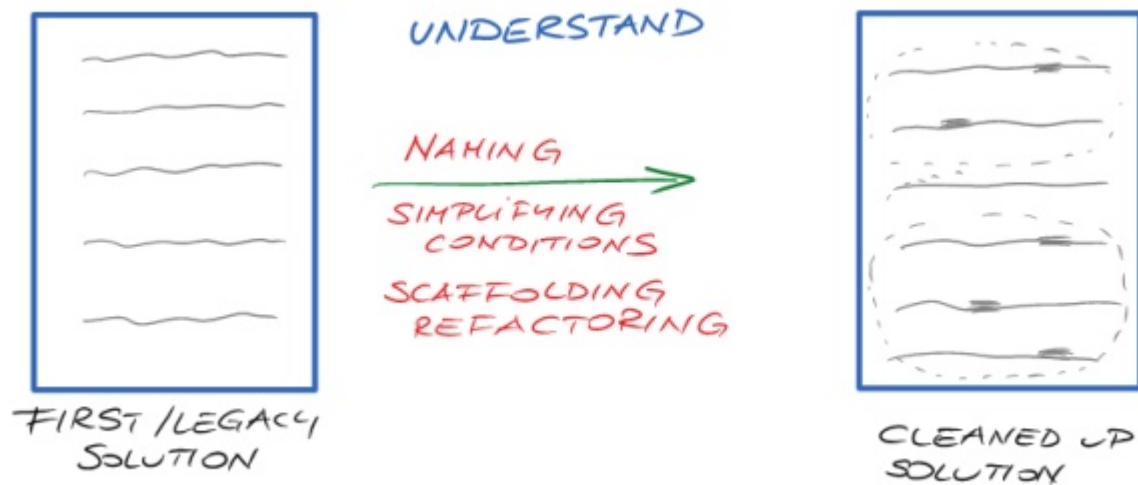 UNDERSTAND
NAMING
SIMPLIFYING
CONDITIONS
SCAFFOLDING
REFACTORING
FIRST/LEGACY
SOLUTION
CLEANED UP
SOLUTION